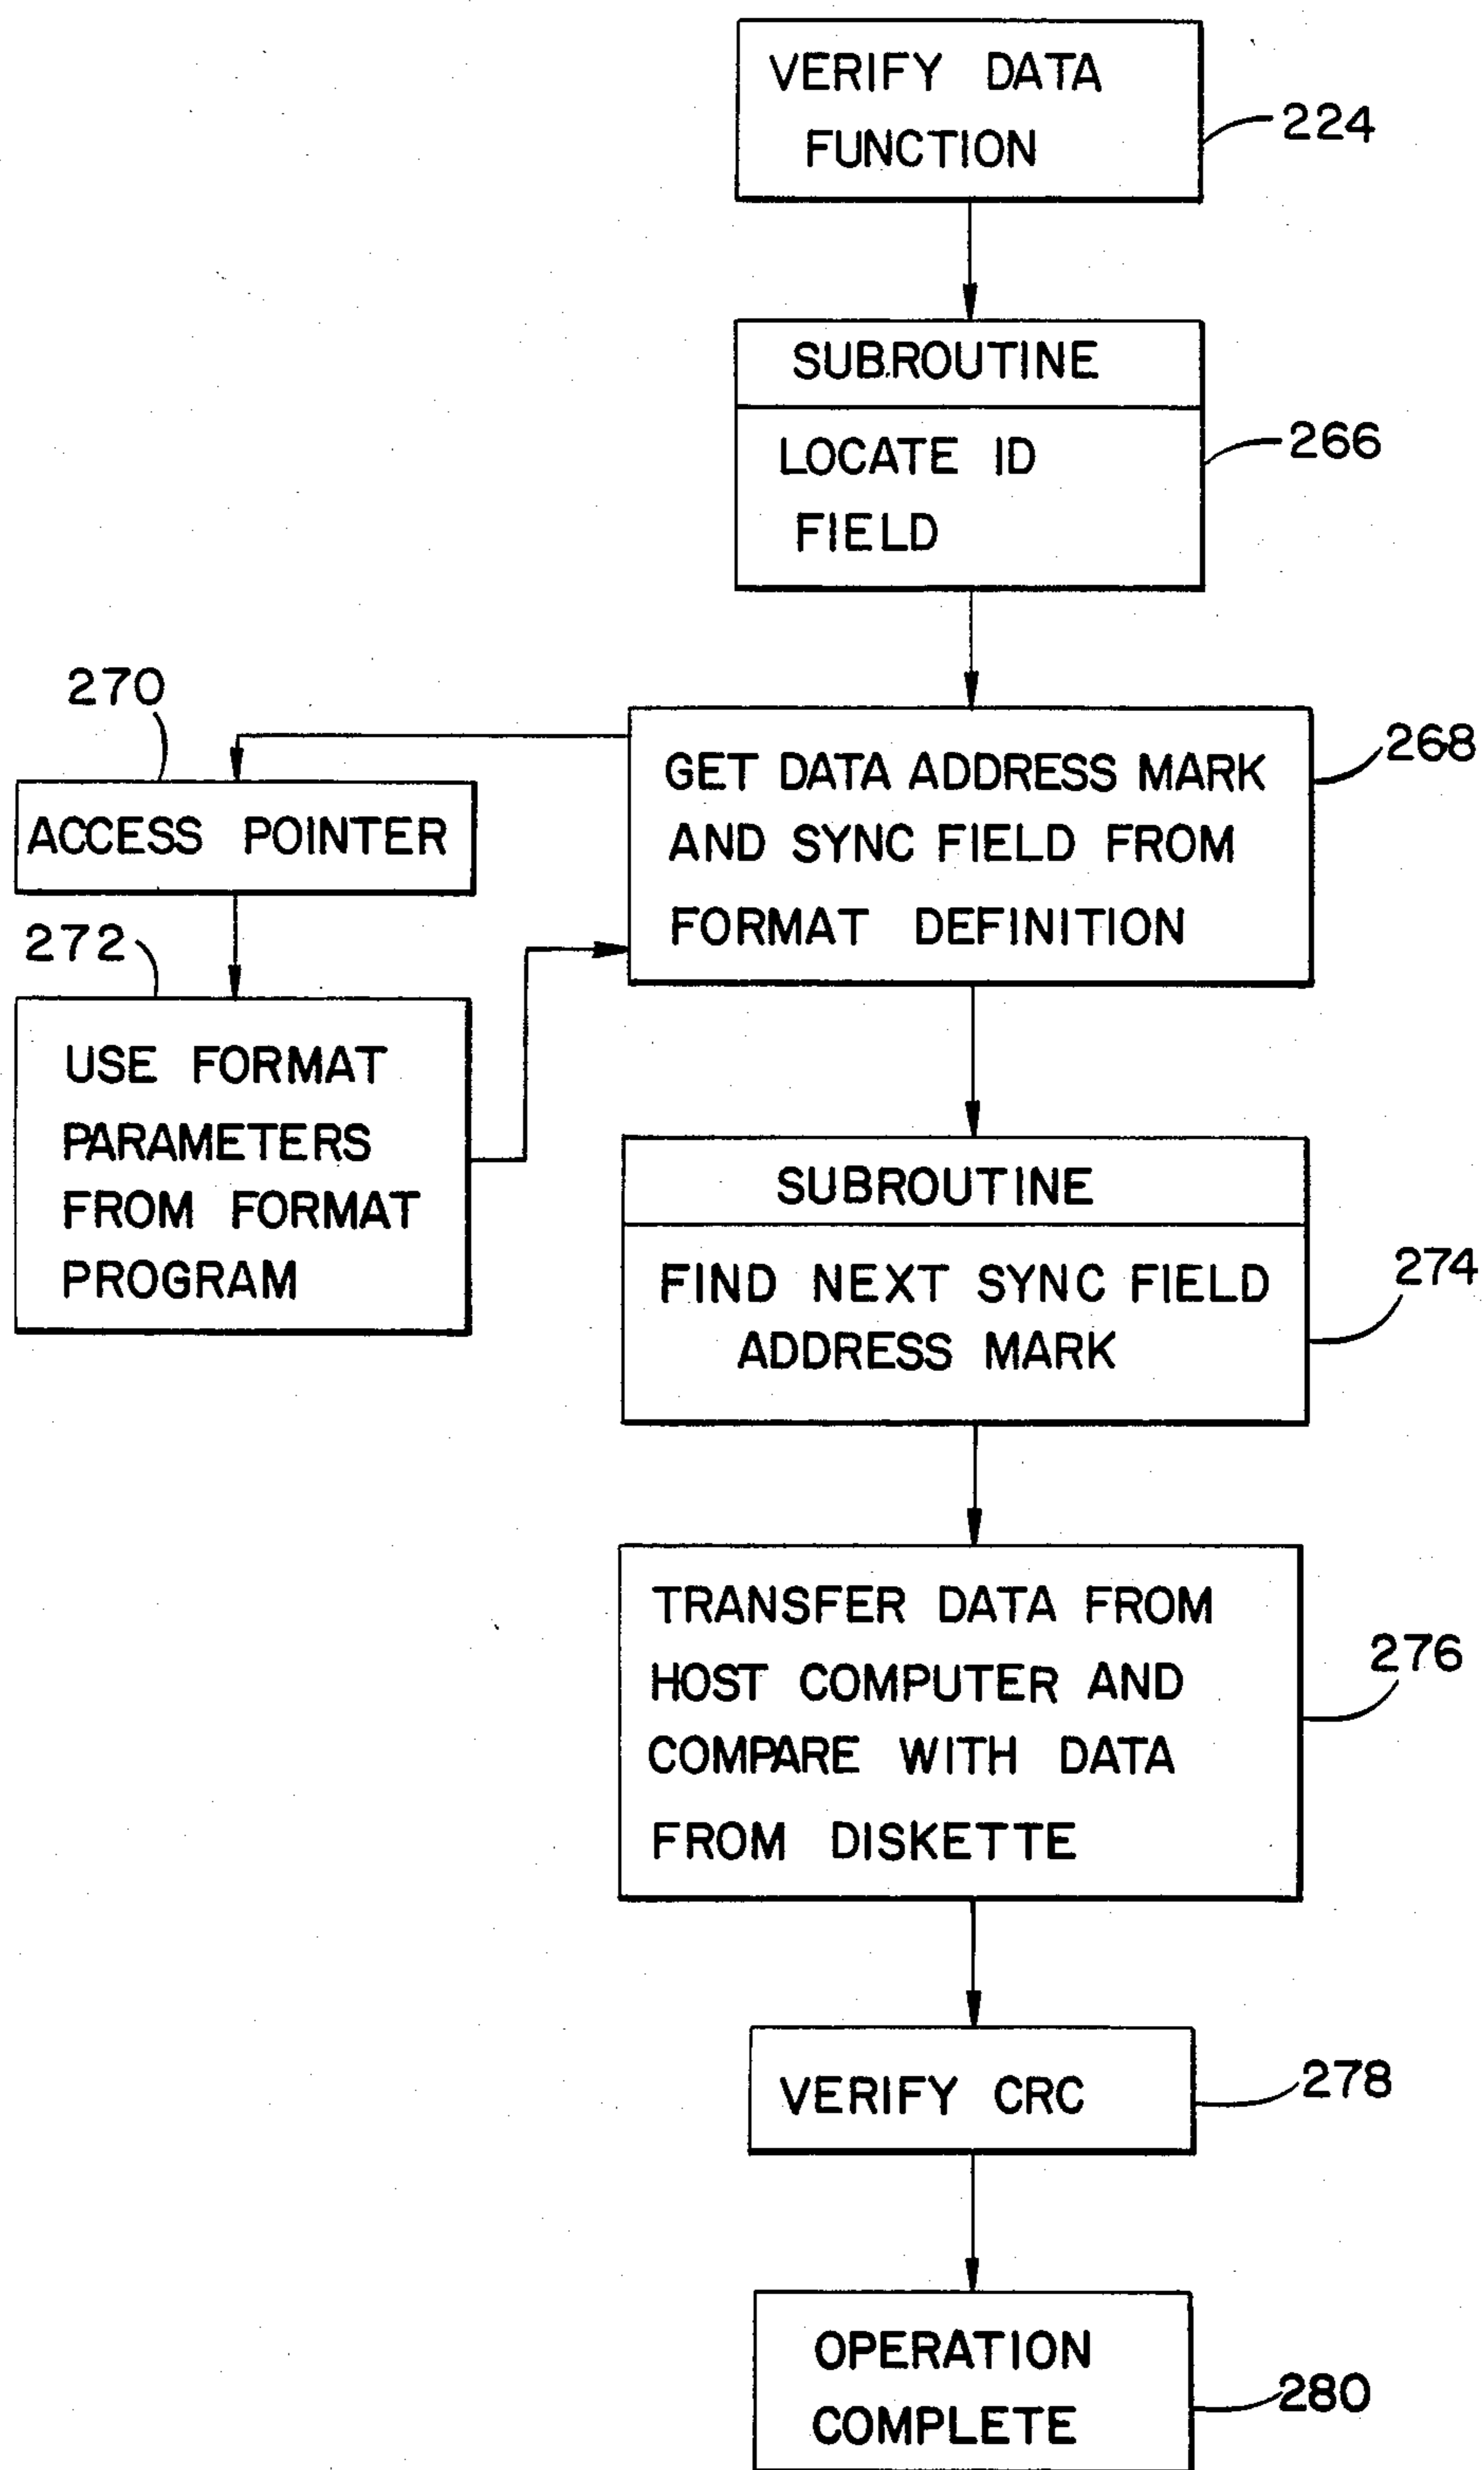 VERIFY DATA
FUNCTION
224
SUBROUTINE
LOCATE ID
FIELD
266
270
ACCESS POINTER
GET DATA ADDRESS MARK
AND SYNC FIELD FROM
FORMAT DEFINITION
268
272
USE FORMAT
PARAMETERS
FROM FORMAT
PROGRAM
SUBROUTINE
FIND NEXT SYNC FIELD
ADDRESS MARK
274
TRANSFER DATA FROM
HOST COMPUTER AND
COMPARE WITH DATA
FROM DISKETTE
276
VERIFY CRC
278
OPERATION
COMPLETE
280